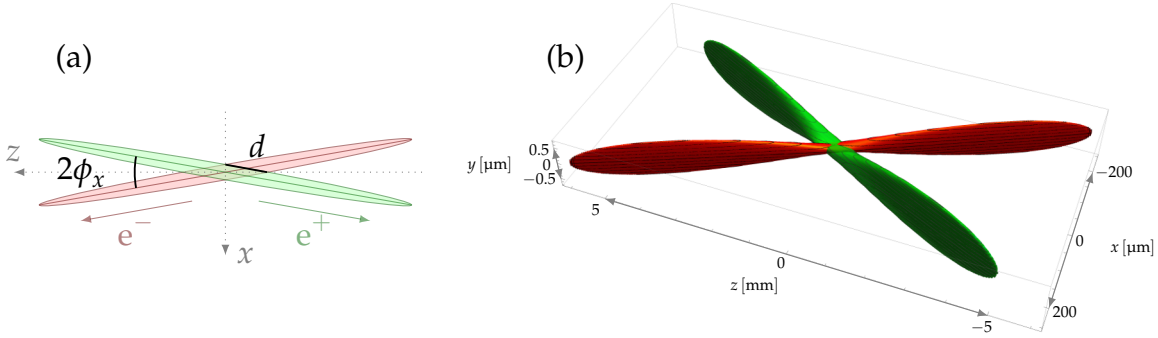 (a)
z
2ϕₓ
d
e⁻
e⁺
x
(b)
y [µm]
0.5
0
−0.5
5
0
z [mm]
−5
−200
0
x [µm]
200